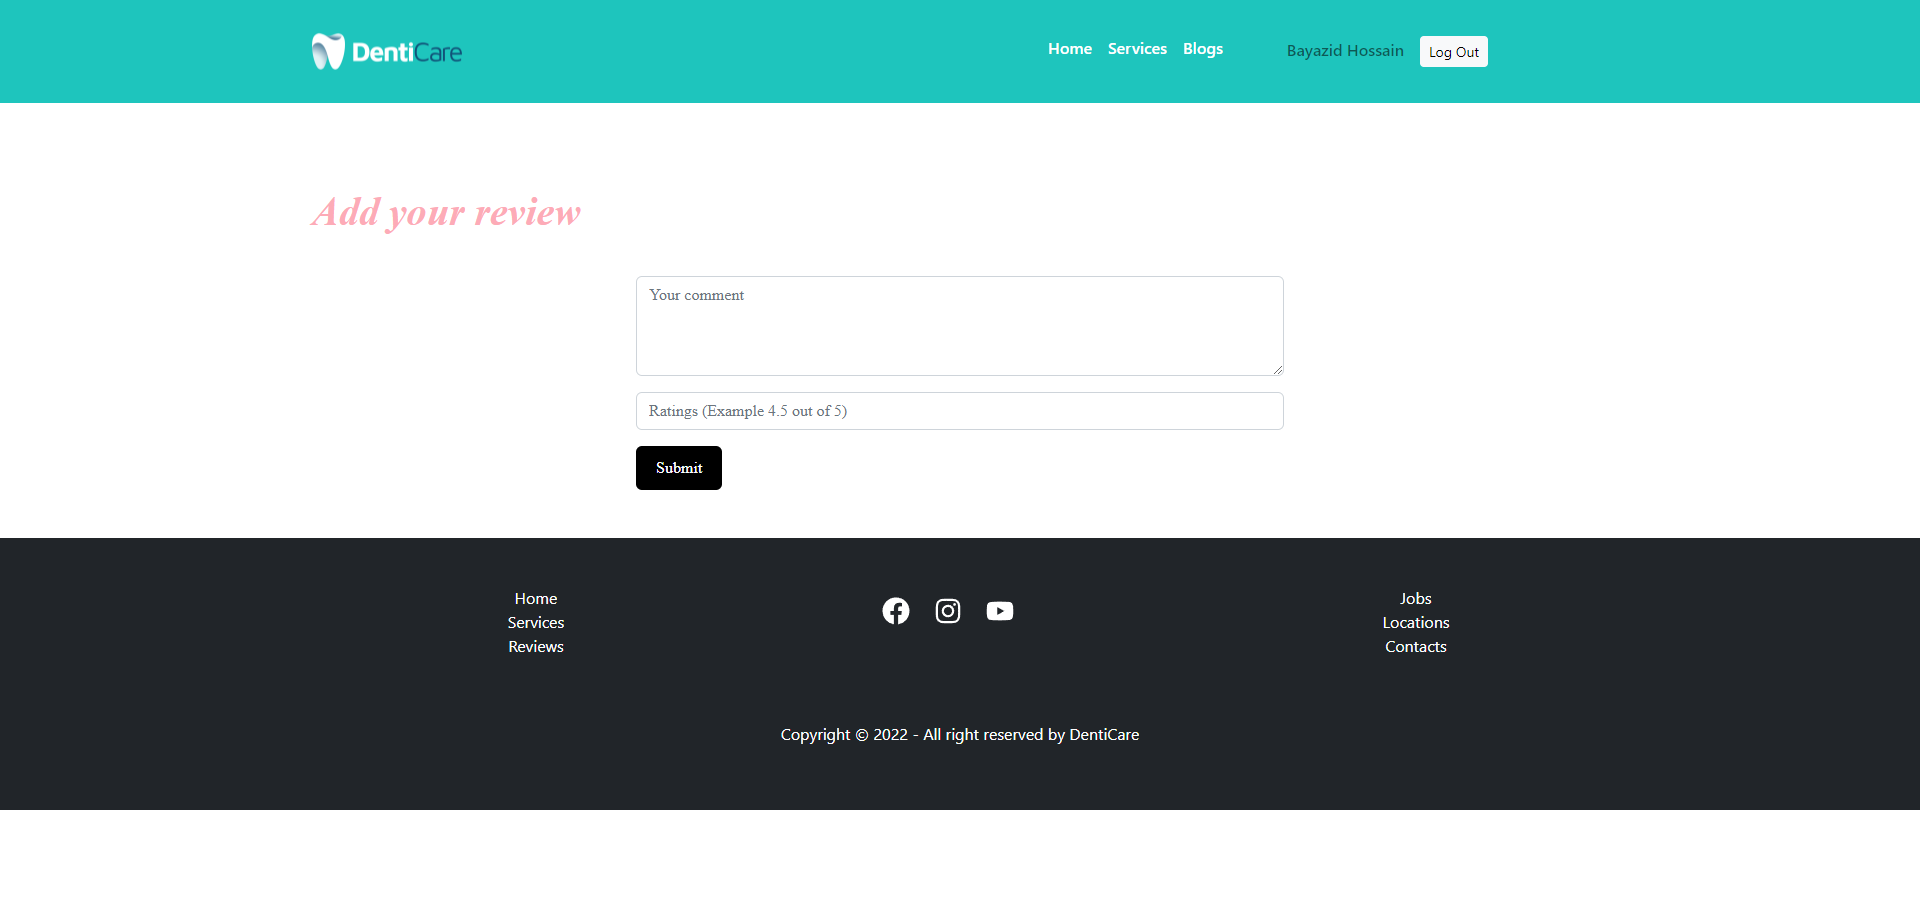 DentiCare
Home Services Blogs Bayazid Hossain Log Out
Add your review
Your comment
Ratings (Example 4.5 out of 5)
Submit
Home
Services
Reviews
Jobs
Locations
Contacts
Copyright © 2022 - All right reserved by DentiCare